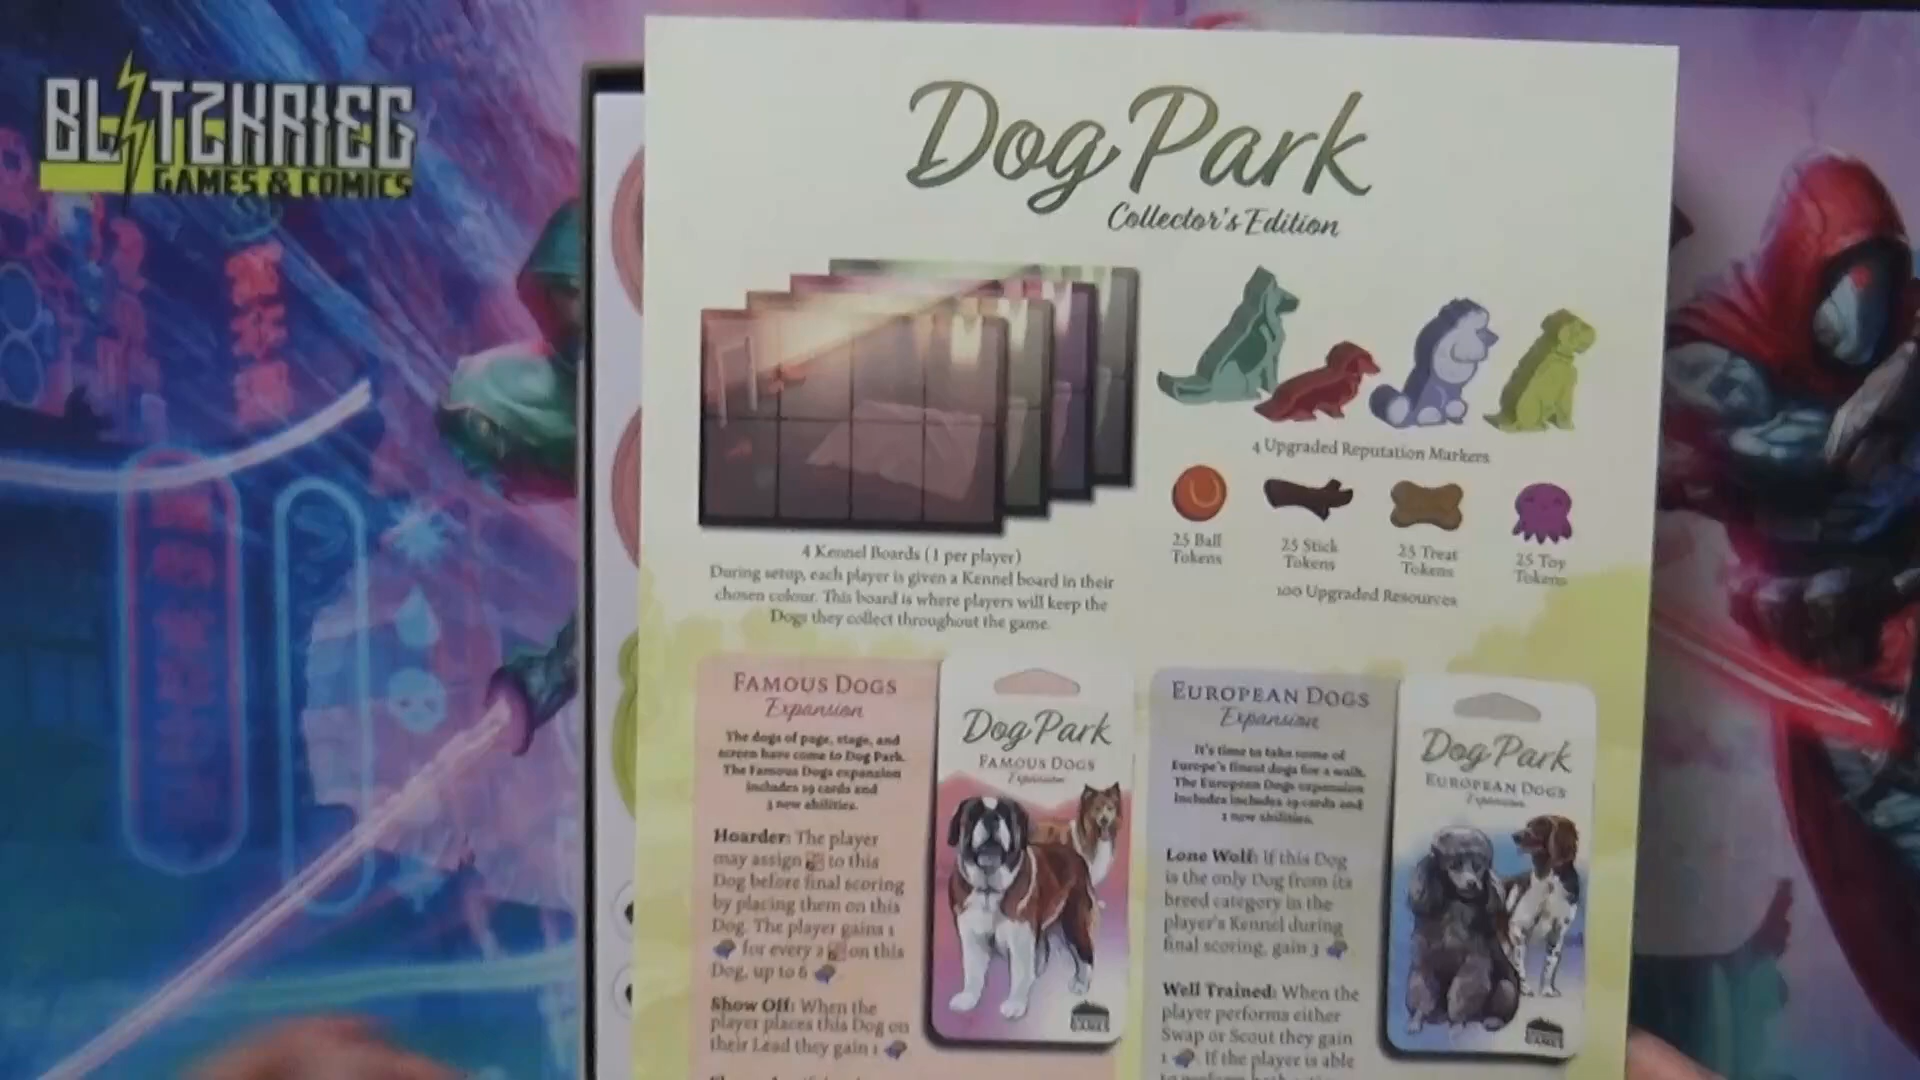 BLITZKRIEG
GAMES & COMICS
Dog Park
Collector's Edition
4 Kennel Boards (1 per player)
During setup, each player is given a Kennel board in their
chosen colour. This board is where players will keep the
Dogs they collect throughout the game.
4 Upgraded Reputation Markers
25 Ball
Tokens
25 Stick
Tokens
25 Treat
Tokens
25 Toy
Tokens
100 Upgraded Resources
FAMOUS DOGS
Expansion
The dogs of page, stage, and
screen have come to Dog Park.
The Famous Dogs expansion
includes 19 cards and
3 new abilities.
Hoarder: The player
may assign to this
Dog before final scoring
by placing them on this
Dog. The player gains 1
for every 2 on this
Dog, up to 6
Show Off: When the
player places this Dog on
their Lead they gain 1
Dog Park
FAMOUS DOGS
Expansion
GAMES
EUROPEAN DOGS
Expansion
It's time to take some of
Europe's finest dogs for a walk.
The European Dogs expansion
includes includes 19 cards and
2 new abilities.
Lone Wolf: If this Dog
is the only Dog from its
breed category in the
player's Kennel during
final scoring, gain 3
Well Trained: When the
player performs either
Swap or Scout they gain
1 . If the player is able
Dog Park
EUROPEAN DOGS
Expansion
GAMES